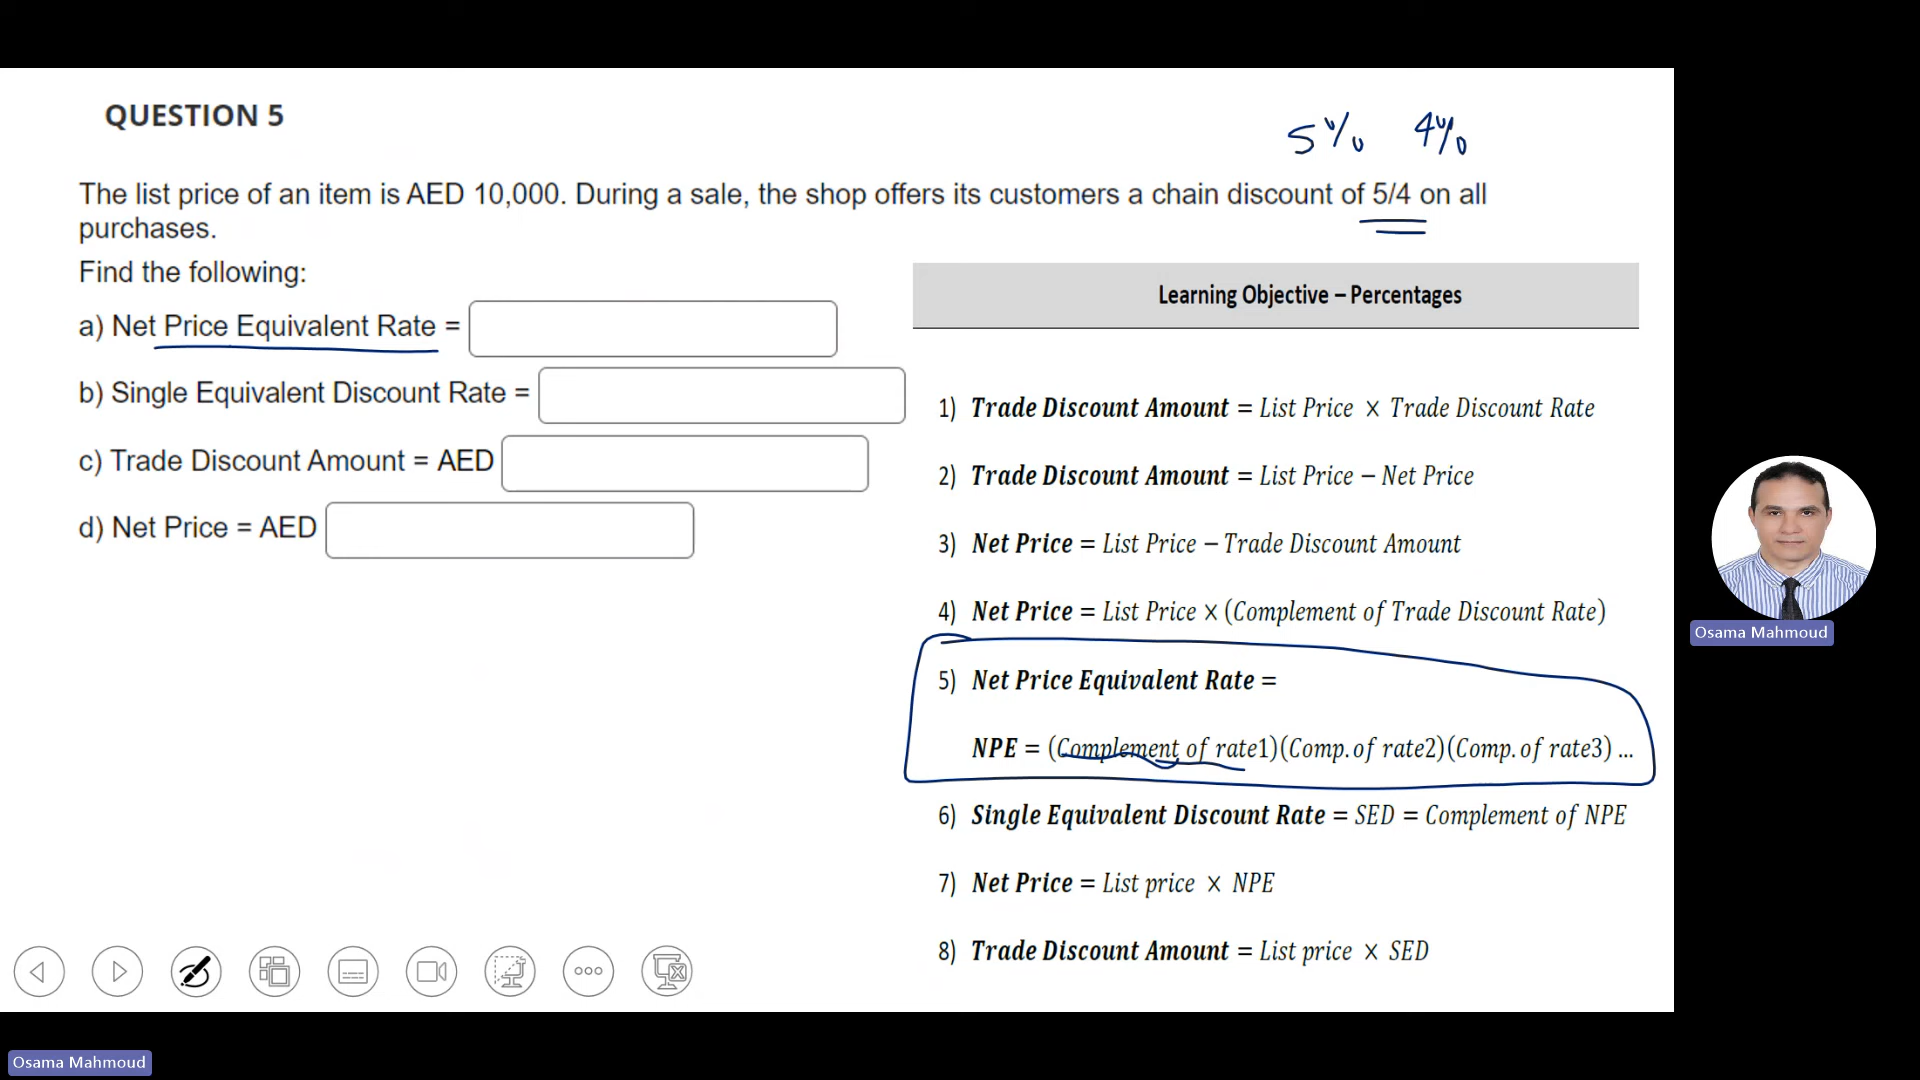 QUESTION 5
5% 4%
The list price of an item is AED 10,000. During a sale, the shop offers its customers a chain discount of 5/4 on all
purchases.
Find the following:
a) Net Price Equivalent Rate =
b) Single Equivalent Discount Rate =
c) Trade Discount Amount = AED
d) Net Price = AED
Learning Objective – Percentages
1) Trade Discount Amount = List Price × Trade Discount Rate
2) Trade Discount Amount = List Price − Net Price
3) Net Price = List Price − Trade Discount Amount
4) Net Price = List Price × (Complement of Trade Discount Rate)
5) Net Price Equivalent Rate =
NPE = (Complement of rate1)(Comp. of rate2)(Comp. of rate3) ...
6) Single Equivalent Discount Rate = SED = Complement of NPE
7) Net Price = List price × NPE
8) Trade Discount Amount = List price × SED
Osama Mahmoud
Osama Mahmoud